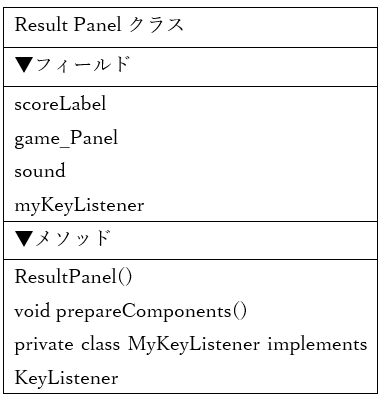 Result Panel クラス
▼フィールド
scoreLabel
game_Panel
sound
myKeyListener
▼メソッド
ResultPanel()
void prepareComponents()
private class MyKeyListener implements
KeyListener